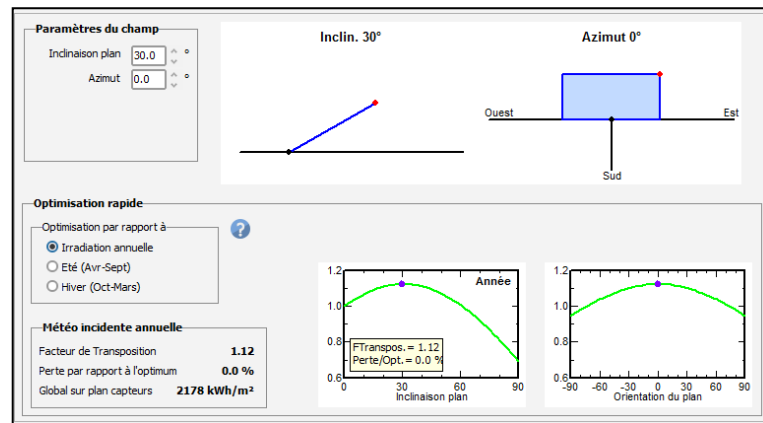 Paramètres du champ
Inclinaison plan 30.0 °
Azimut 0.0 °
Inclin. 30°
Azimut 0°
Ouest
Est
Sud
Optimisation rapide
Optimisation par rapport à
Irradiation annuelle
Eté (Avr-Sept)
Hiver (Oct-Mars)
?
Météo incidente annuelle
Facteur de Transposition 1.12
Perte par rapport à l'optimum 0.0 %
Global sur plan capteurs 2178 kWh/m²
1.2
1.0
0.8
0.6
Année
FTranspos. = 1.12
Perte/Opt. = 0.0 %
0 30 60 90
Inclinaison plan
1.2
1.0
0.8
0.6
-90 -60 -30 0 30 60 90
Orientation du plan